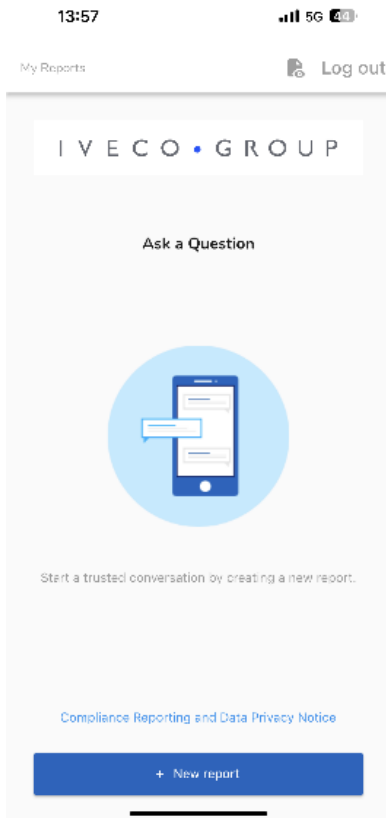 13:57
5G 44
My Reports
Log out
IVECO • GROUP
Ask a Question
Start a trusted conversation by creating a new report.
Compliance Reporting and Data Privacy Notice
+ New report